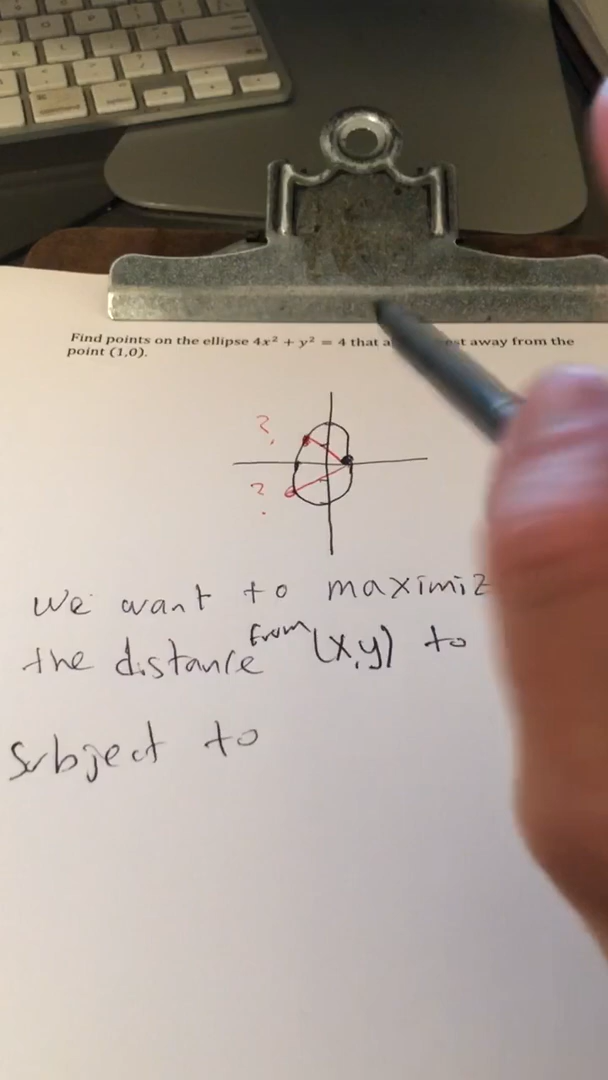 Find points on the ellipse 4x² + y² = 4 that away from the
point (1,0).
?
?
we want to maximiz
the distance from (x,y) to
subject to